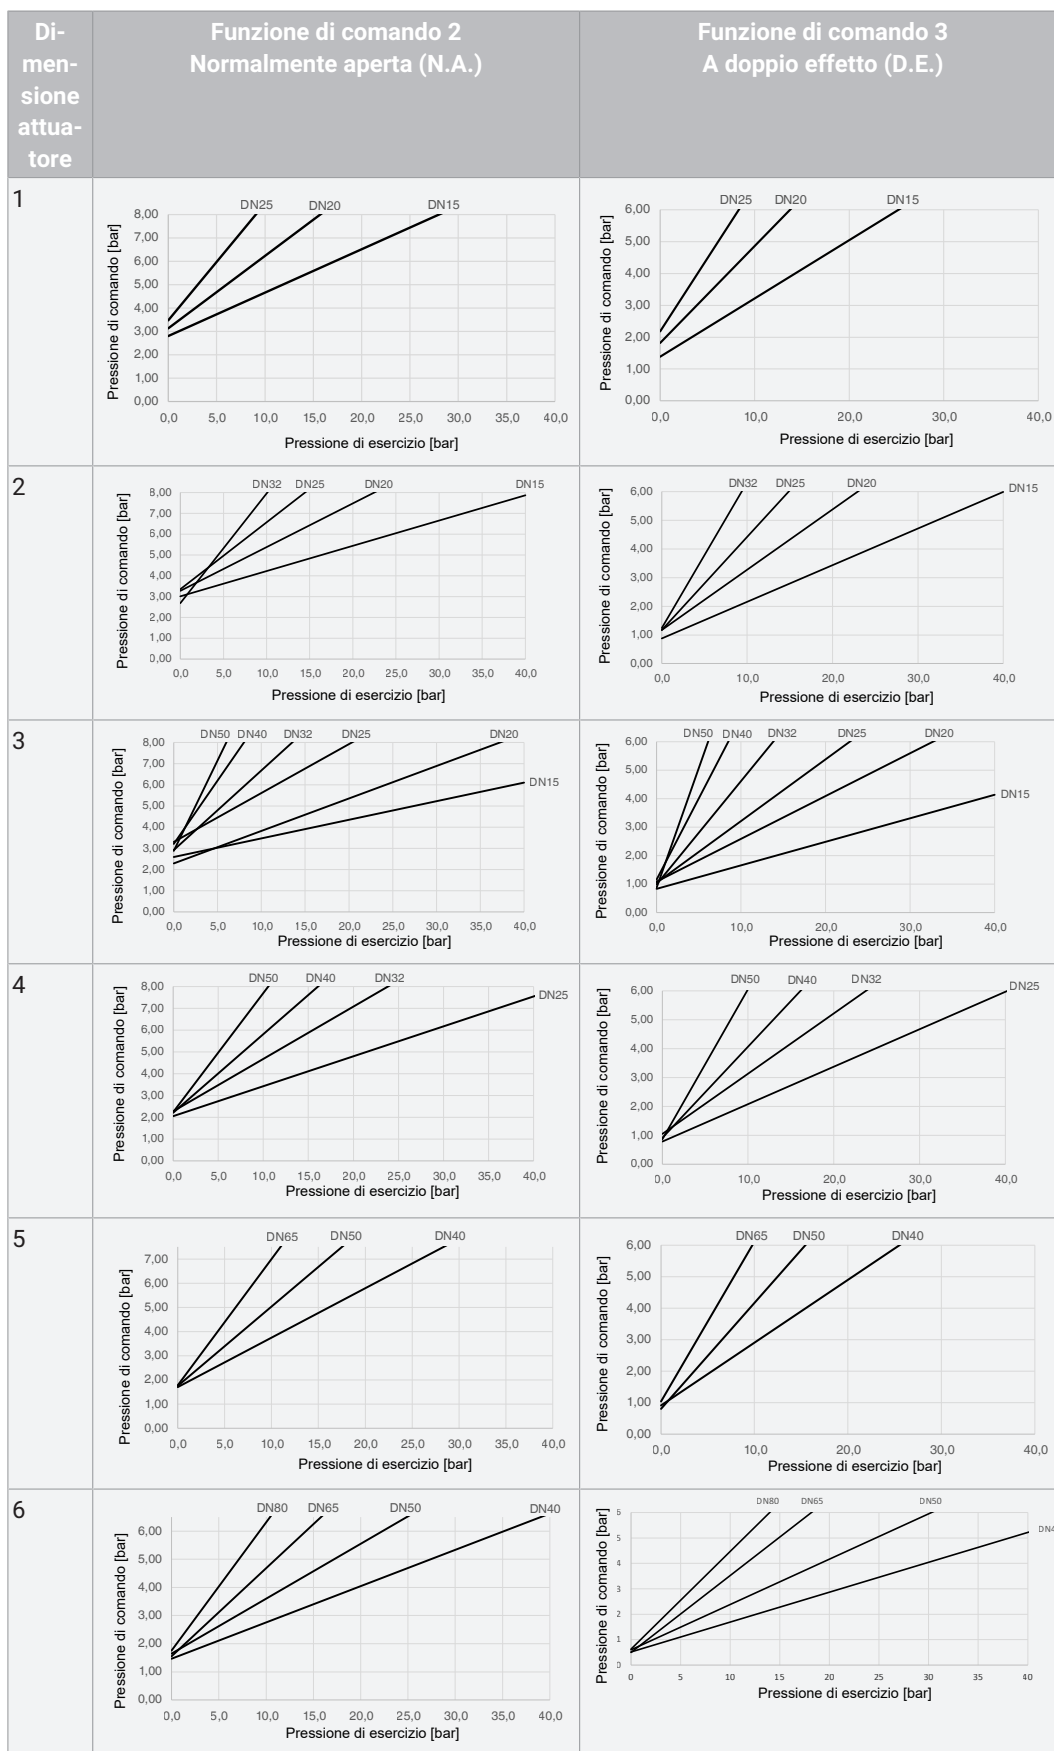 Di-
men-
sione
attua-
tore
Funzione di comando 2
Normalmente aperta (N.A.)
Funzione di comando 3
A doppio effetto (D.E.)
1
DN25 DN20 DN15
8,00
7,00
6,00
5,00
4,00
3,00
2,00
1,00
0,00
Pressione di comando [bar]
0,0 5,0 10,0 15,0 20,0 25,0 30,0 35,0 40,0
Pressione di esercizio [bar]
DN25 DN20 DN15
6,00
5,00
4,00
3,00
2,00
1,00
0,00
Pressione di comando [bar]
0,0 10,0 20,0 30,0 40,0
Pressione di esercizio [bar]
2
DN32 DN25 DN20 DN15
8,00
7,00
6,00
5,00
4,00
3,00
2,00
1,00
0,00
Pressione di comando [bar]
0,0 5,0 10,0 15,0 20,0 25,0 30,0 35,0 40,0
Pressione di esercizio [bar]
DN32 DN25 DN20 DN15
6,00
5,00
4,00
3,00
2,00
1,00
0,00
Pressione di comando [bar]
0,0 10,0 20,0 30,0 40,0
Pressione di esercizio [bar]
3
DN50 DN40 DN32 DN25 DN20
DN15
8,00
7,00
6,00
5,00
4,00
3,00
2,00
1,00
0,00
Pressione di comando [bar]
0,0 5,0 10,0 15,0 20,0 25,0 30,0 35,0 40,0
Pressione di esercizio [bar]
DN50 DN40 DN32 DN25 DN20
DN15
6,00
5,00
4,00
3,00
2,00
1,00
0,00
Pressione di comando [bar]
0,0 10,0 20,0 30,0 40,0
Pressione di esercizio [bar]
4
DN50 DN40 DN32
DN25
8,00
7,00
6,00
5,00
4,00
3,00
2,00
1,00
0,00
Pressione di comando [bar]
0,0 5,0 10,0 15,0 20,0 25,0 30,0 35,0 40,0
Pressione di esercizio [bar]
DN50 DN40 DN32 DN25
6,00
5,00
4,00
3,00
2,00
1,00
0,00
Pressione di comando [bar]
0,0 10,0 20,0 30,0 40,0
Pressione di esercizio [bar]
5
DN65 DN50 DN40
7,00
6,00
5,00
4,00
3,00
2,00
1,00
0,00
Pressione di comando [bar]
0,0 5,0 10,0 15,0 20,0 25,0 30,0 35,0 40,0
Pressione di esercizio [bar]
DN65 DN50 DN40
6,00
5,00
4,00
3,00
2,00
1,00
0,00
Pressione di comando [bar]
0,0 10,0 20,0 30,0 40,0
Pressione di esercizio [bar]
6
DN80 DN65 DN50 DN40
6,00
5,00
4,00
3,00
2,00
1,00
0,00
Pressione di comando [bar]
0,0 5,0 10,0 15,0 20,0 25,0 30,0 35,0 40,0
Pressione di esercizio [bar]
DN80 DN65 DN50
DN4
6
5
4
3
2
1
0
Pressione di comando [bar]
0 5 10 15 20 25 30 35 40
Pressione di esercizio [bar]